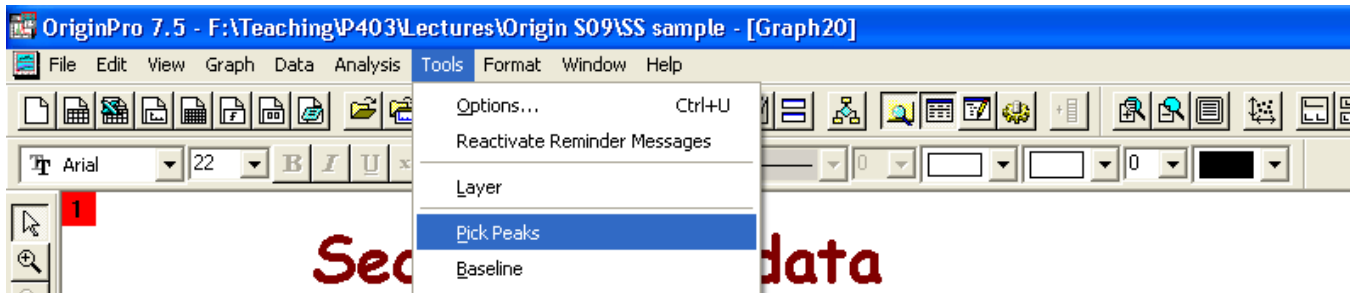 OriginPro 7.5 - F:\Teaching\P403\Lectures\Origin S09\SS sample - [Graph20]
File Edit View Graph Data Analysis Tools Format Window Help
Options... Ctrl+U
Reactivate Reminder Messages
Arial 22 B I U x 0 0
Layer
1
Pick Peaks
Sec data
Baseline